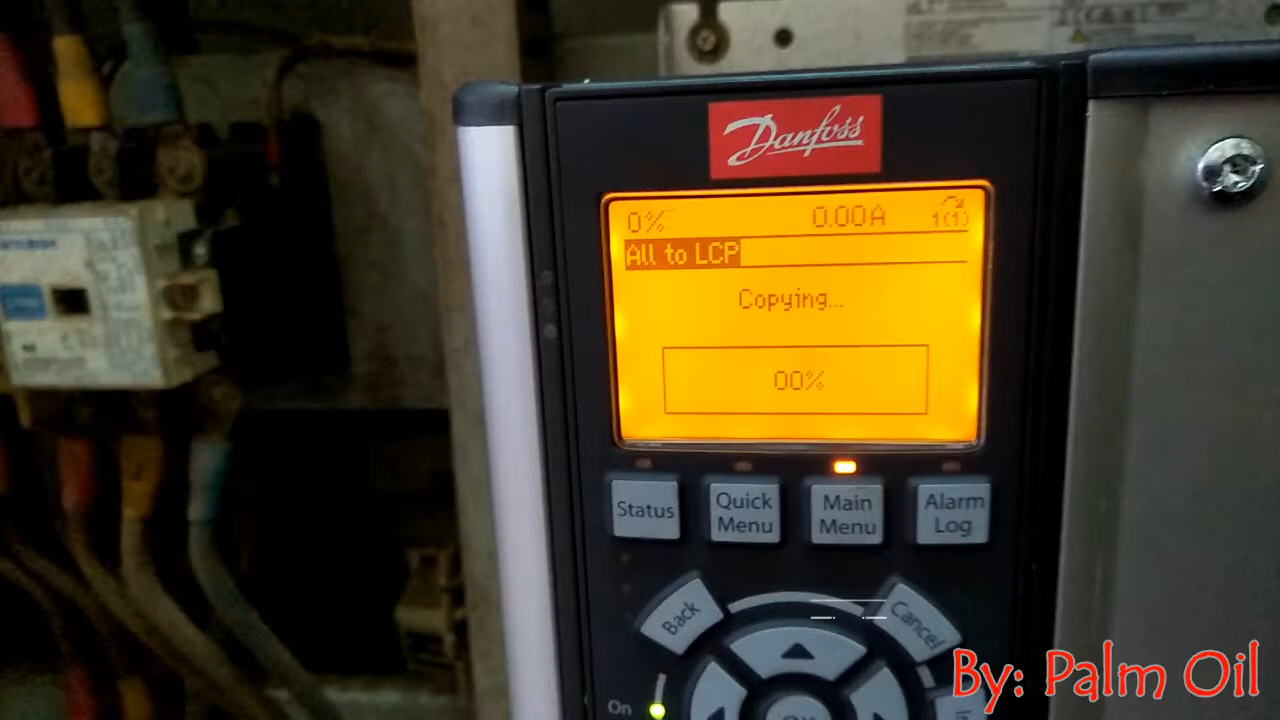 Danfoss
0% 0.00A 1(1)
All to LCP
Copying...
00%
Status Quick Menu Main Menu Alarm Log
Back Cancel
On
OK
By: Palm Oil